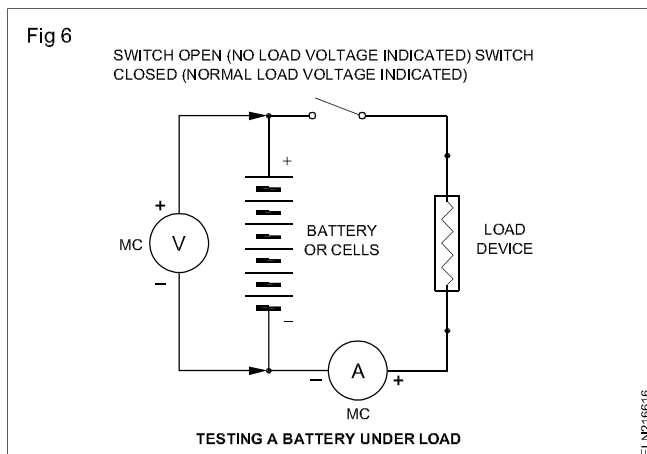 Fig 6
SWITCH OPEN (NO LOAD VOLTAGE INDICATED) SWITCH
CLOSED (NORMAL LOAD VOLTAGE INDICATED)
+
+
MC
V
BATTERY
OR CELLS
LOAD
DEVICE
–
–
–
A
+
MC
TESTING A BATTERY UNDER LOAD
ELN216616